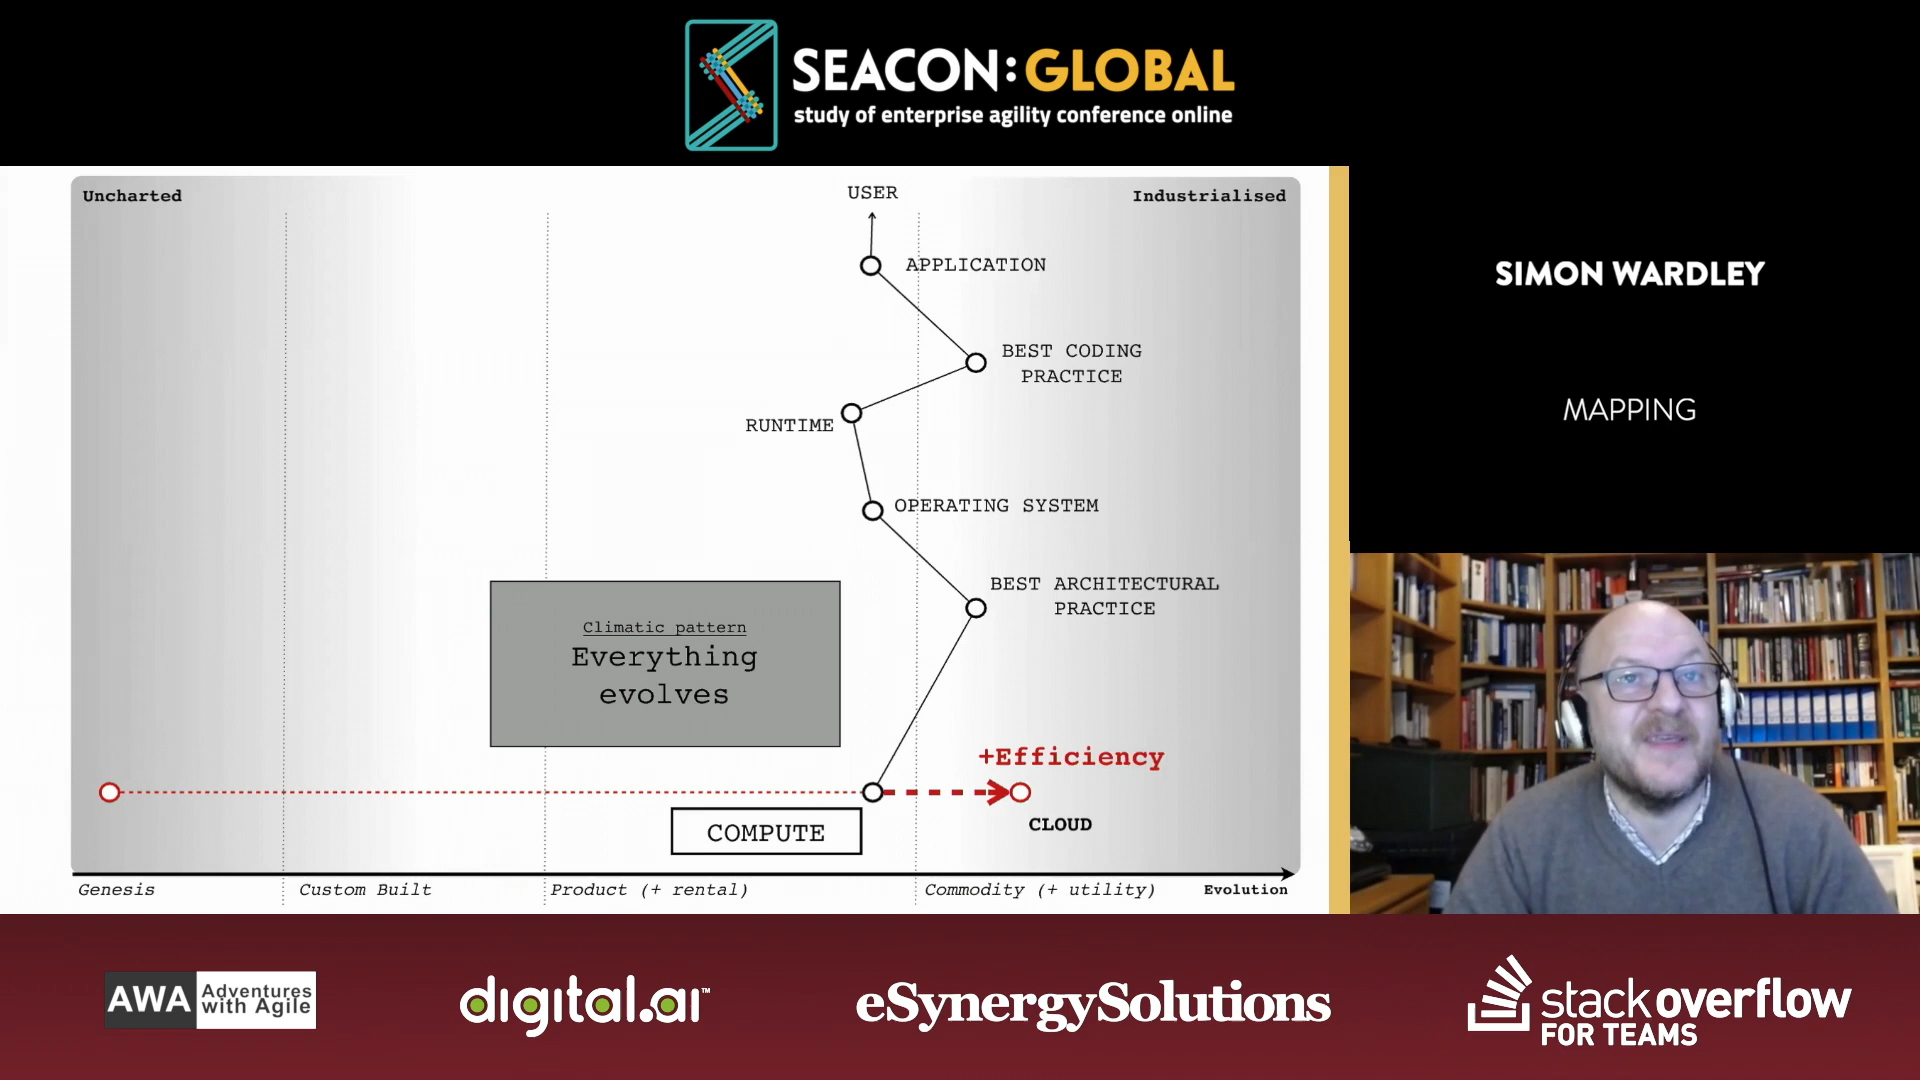 SEACON:GLOBAL
study of enterprise agility conference online
Uncharted
USER
Industrialised
APPLICATION
BEST CODING
PRACTICE
RUNTIME
OPERATING SYSTEM
BEST ARCHITECTURAL
PRACTICE
Climatic pattern
Everything
evolves
+Efficiency
CLOUD
COMPUTE
Genesis
Custom Built
Product (+ rental)
Commodity (+ utility)
Evolution
SIMON WARDLEY
MAPPING
AWA Adventures
with Agile
digital.ai™
eSynergySolutions
stackoverflow
FOR TEAMS